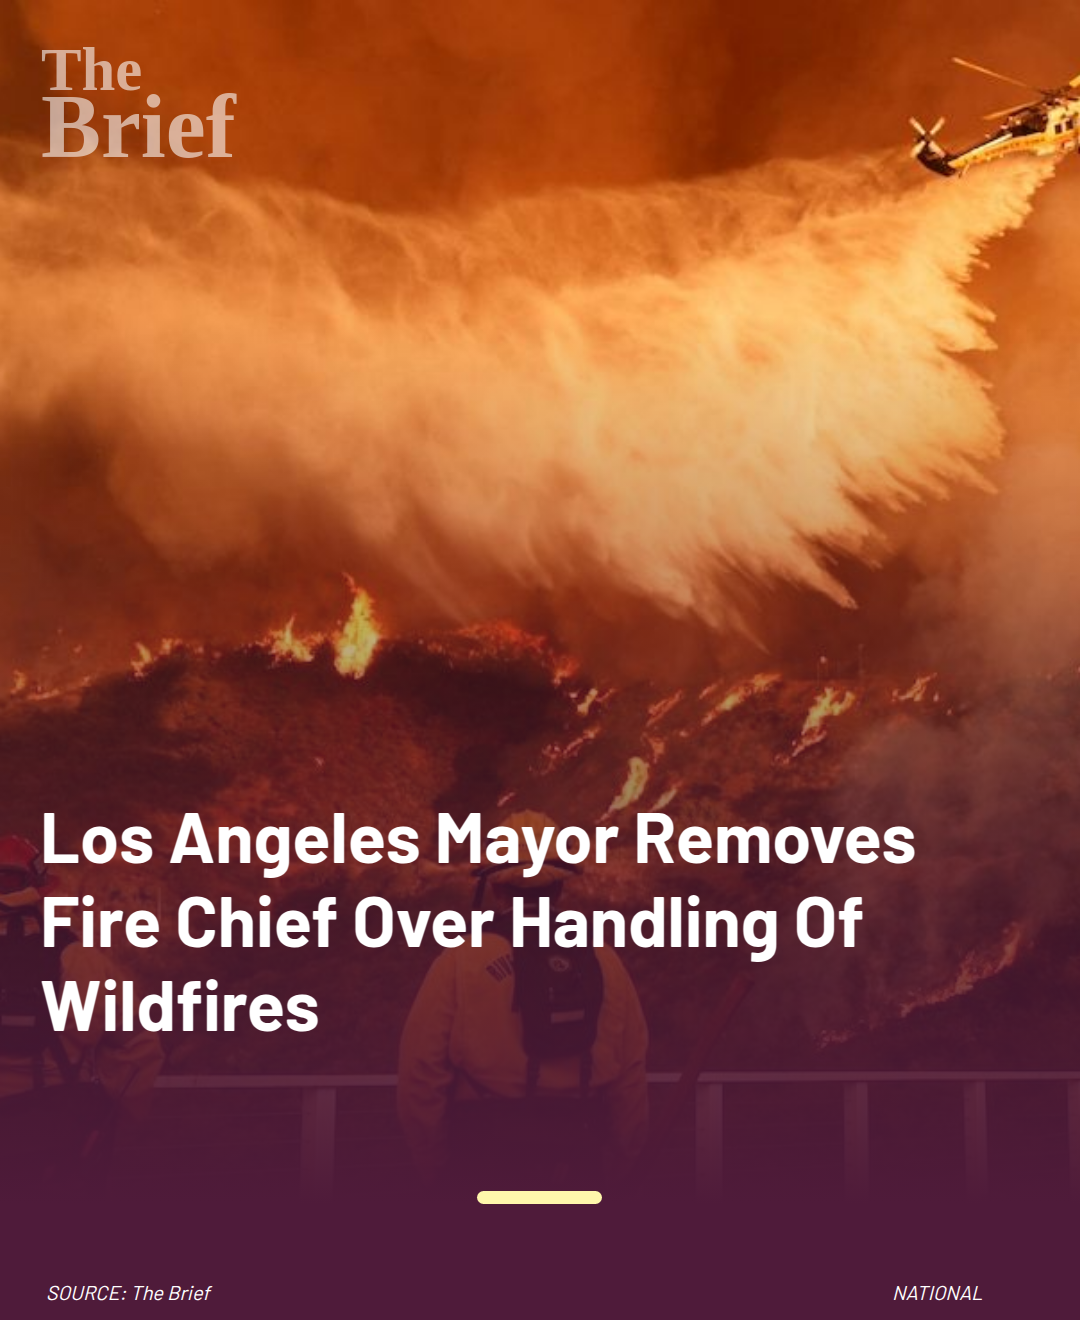 The
Brief
Los Angeles Mayor Removes
Fire Chief Over Handling Of
Wildfires
SOURCE: The Brief
NATIONAL